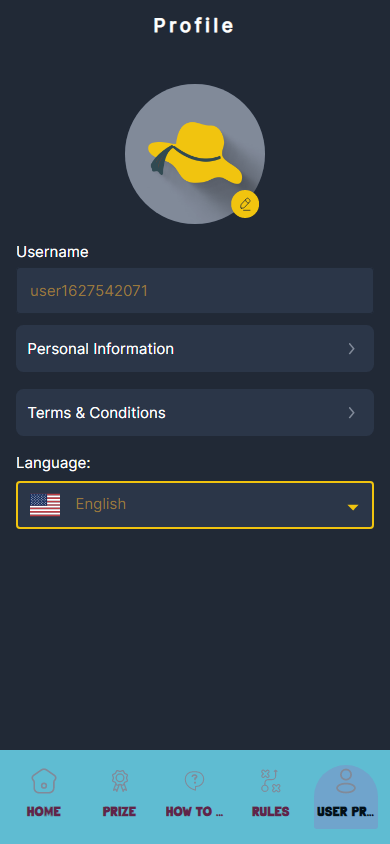 Profile
Username
user1627542071
Personal Information
Terms & Conditions
Language:
English
HOME
PRIZE
HOW TO ...
RULES
USER PR...